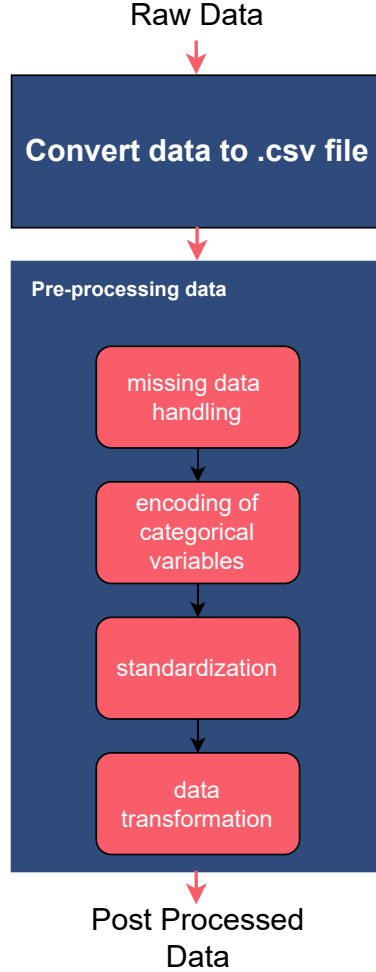 Raw Data
Convert data to .csv file
Pre-processing data
missing data
handling
encoding of
categorical
variables
standardization
data
transformation
Post Processed
Data